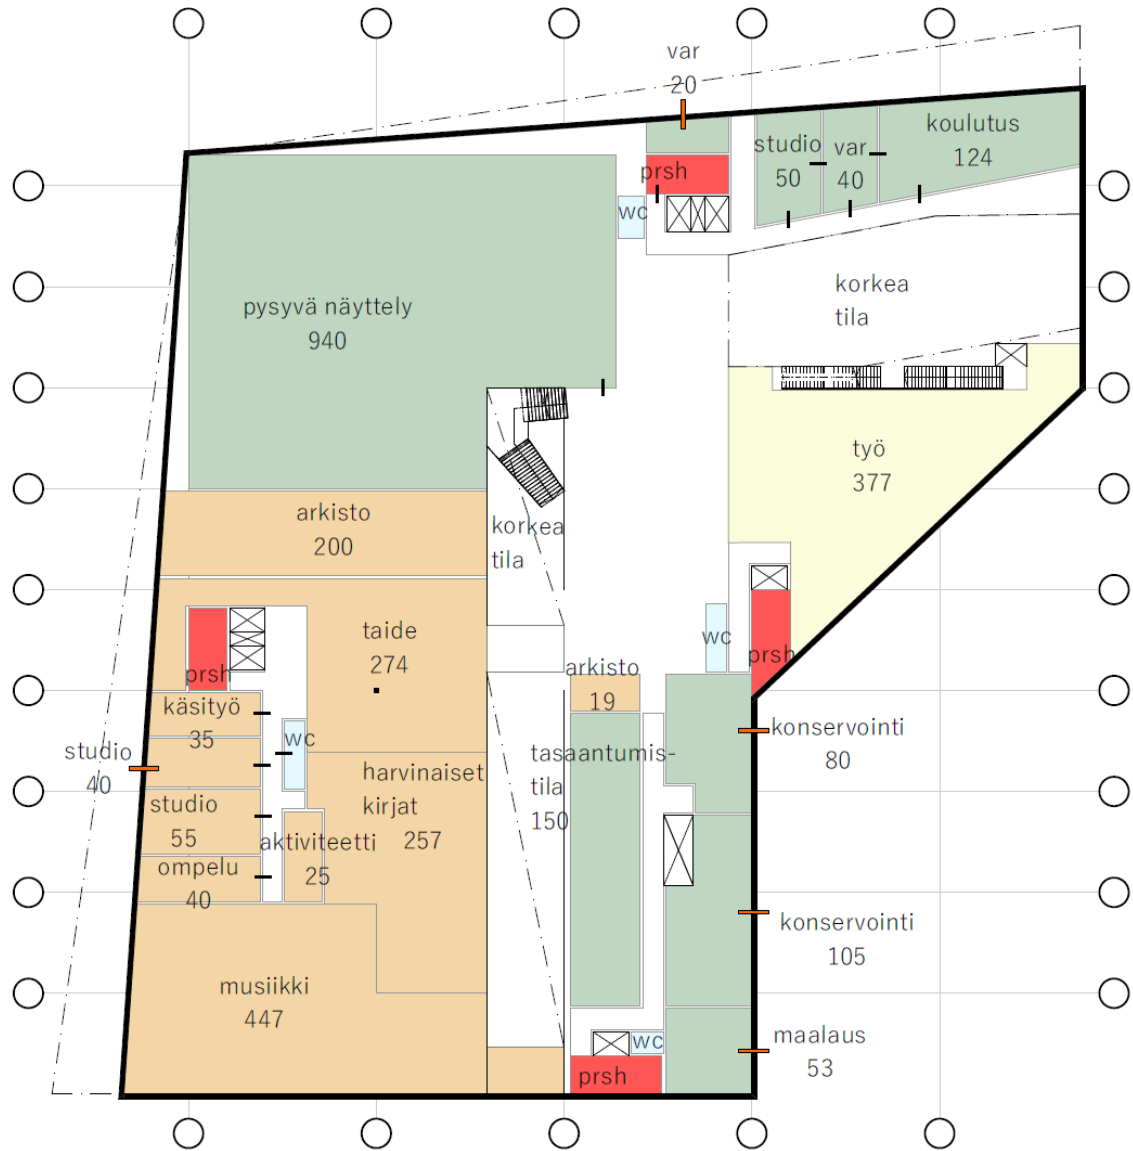 var
20
studio
50
var
40
koulutus
124
prsh
wc
pysyvä näyttely
940
korkea
tila
työ
377
arkisto
200
korkea
tila
taide
274
wc
prsh
arkisto
19
prsh
käsityö
35
studio
40
wc
harvinaiset
kirjat
257
tasaantumis-
tila
150
konservointi
80
studio
55
aktiviteetti
25
ompelu
40
konservointi
105
musiikki
447
wc
prsh
maalaus
53